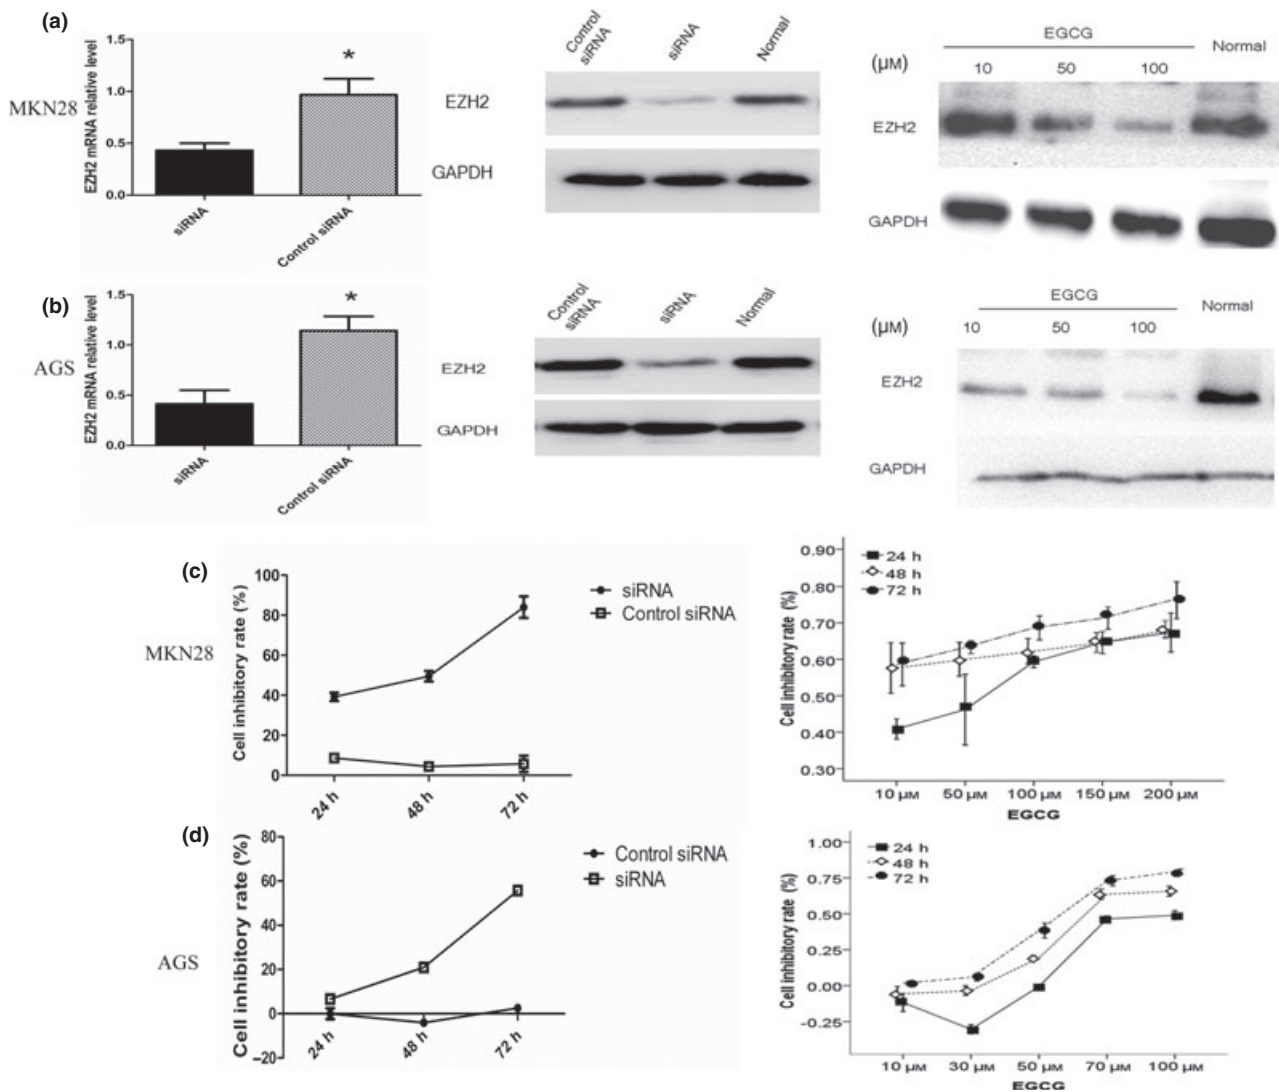 (a)
MKN28
EZH2 mRNA relative level
1.5
1.0
0.5
0.0
*
siRNA
Control siRNA
Control siRNA
siRNA
Normal
EZH2
GAPDH
EGCG
Normal
(µM)
10 50 100
EZH2
GAPDH
(b)
AGS
EZH2 mRNA relative level
1.5
1.0
0.5
0.0
*
siRNA
Control siRNA
Control siRNA
siRNA
Normal
EZH2
GAPDH
EGCG
Normal
(µM)
10 50 100
EZH2
GAPDH
(c)
MKN28
Cell inhibitory rate (%)
100
80
60
40
20
0
24 h
48 h
72 h
siRNA
Control siRNA
Cell inhibitory rate (%)
0.90
0.80
0.70
0.60
0.50
0.40
0.30
24 h
48 h
72 h
10 µM 50 µM 100 µM 150 µM 200 µM
EGCG
(d)
AGS
Cell inhibitory rate (%)
80
60
40
20
0
–20
24 h
48 h
72 h
Control siRNA
siRNA
Cell inhibitory rate (%)
1.00
0.75
0.50
0.25
0.00
-0.25
24 h
48 h
72 h
10 µM 30 µM 50 µM 70 µM 100 µM
EGCG